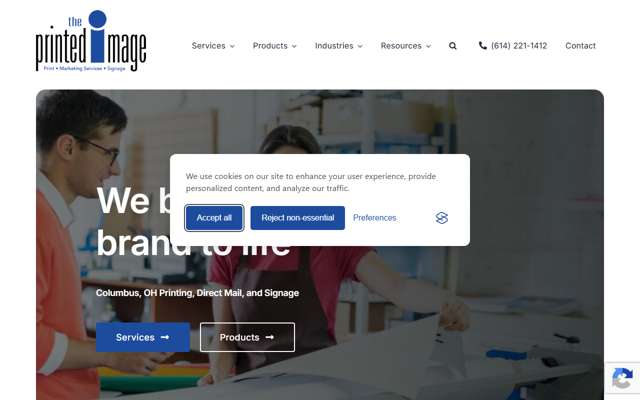 the
printed image
Print • Marketing Services • Signage
Services
Products
Industries
Resources
(614) 221-1412
Contact
We use cookies on our site to enhance your user experience, provide
personalized content, and analyze our traffic.
Accept all
Reject non-essential
Preferences
We b
brand to life
Columbus, OH Printing, Direct Mail, and Signage
Services
Products